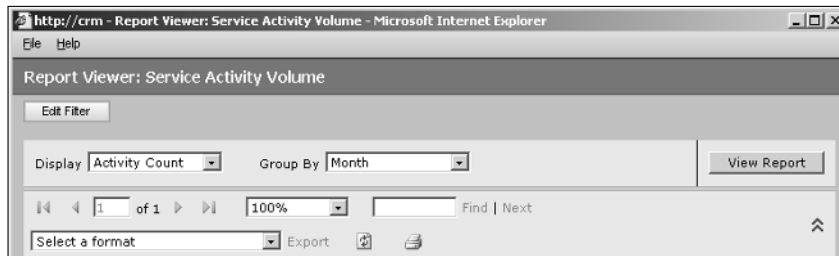 http://crm - Report Viewer: Service Activity Volume - Microsoft Internet Explorer
File Help
Report Viewer: Service Activity Volume
Edit Filter
Display Activity Count Group By Month View Report
1 of 1 100% Find | Next
Select a format Export